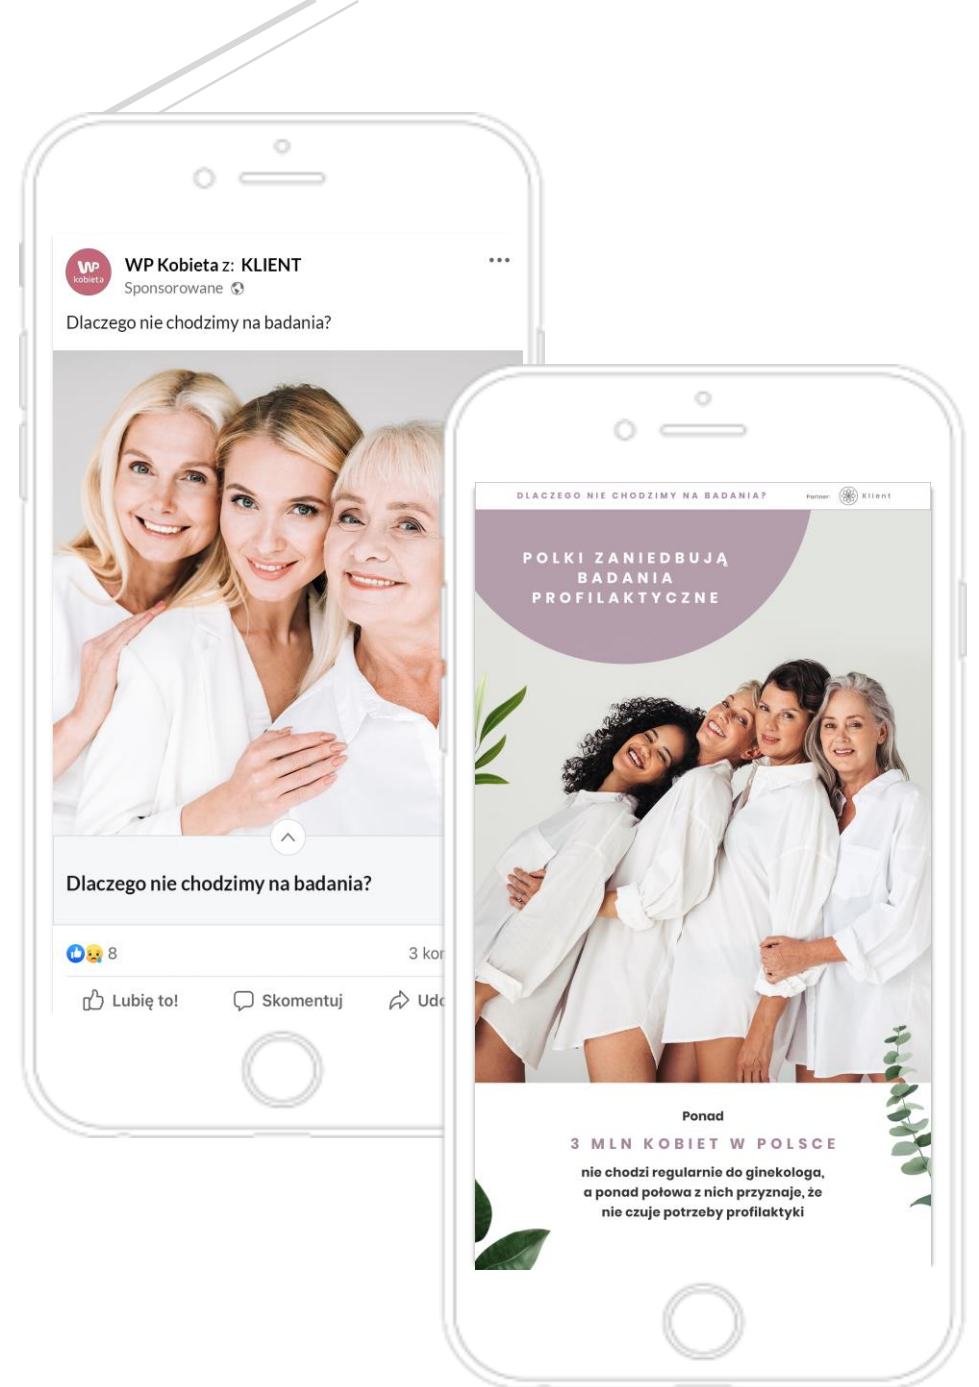 WP
kobieta
WP Kobieta z: KLIENT
Sponsorowane
Dlaczego nie chodzimy na badania?
Dlaczego nie chodzimy na badania?
8
3 kor
Lubię to!
Skomentuj
Udo
DLACZEGO NIE CHODZIMY NA BADANIA?
Partner: Klient
POLKI ZANIEDBUJĄ
BADANIA
PROFILAKTYCZNE
Ponad
3 MLN KOBIET W POLSCE
nie chodzi regularnie do ginekologa,
a ponad połowa z nich przyznaje, że
nie czuje potrzeby profilaktyki